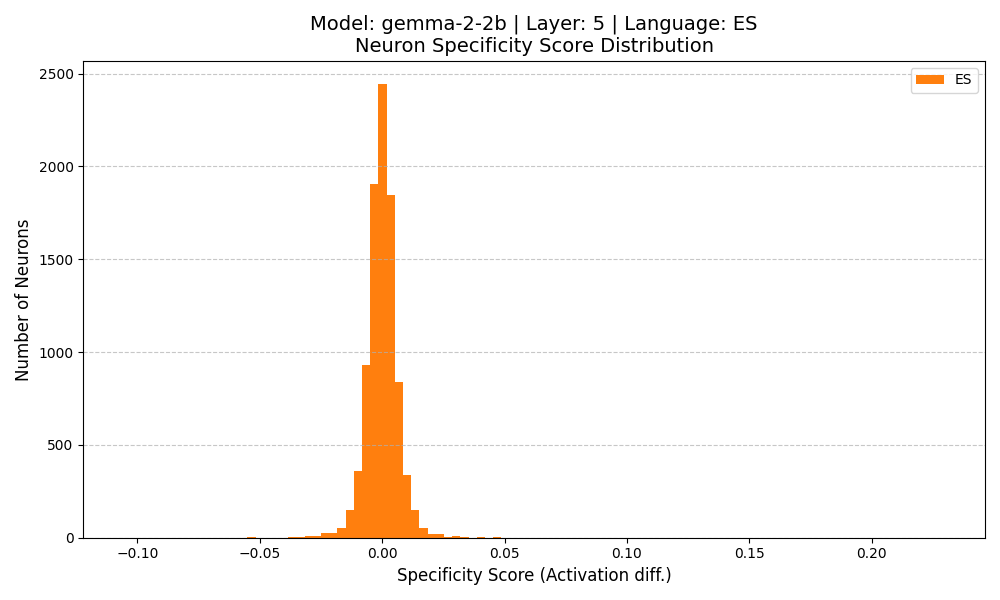 Model: gemma-2-2b | Layer: 5 | Language: ES
Neuron Specificity Score Distribution
ES
2500
2000
1500
1000
500
0
Number of Neurons
−0.10
−0.05
0.00
0.05
0.10
0.15
0.20
Specificity Score (Activation diff.)